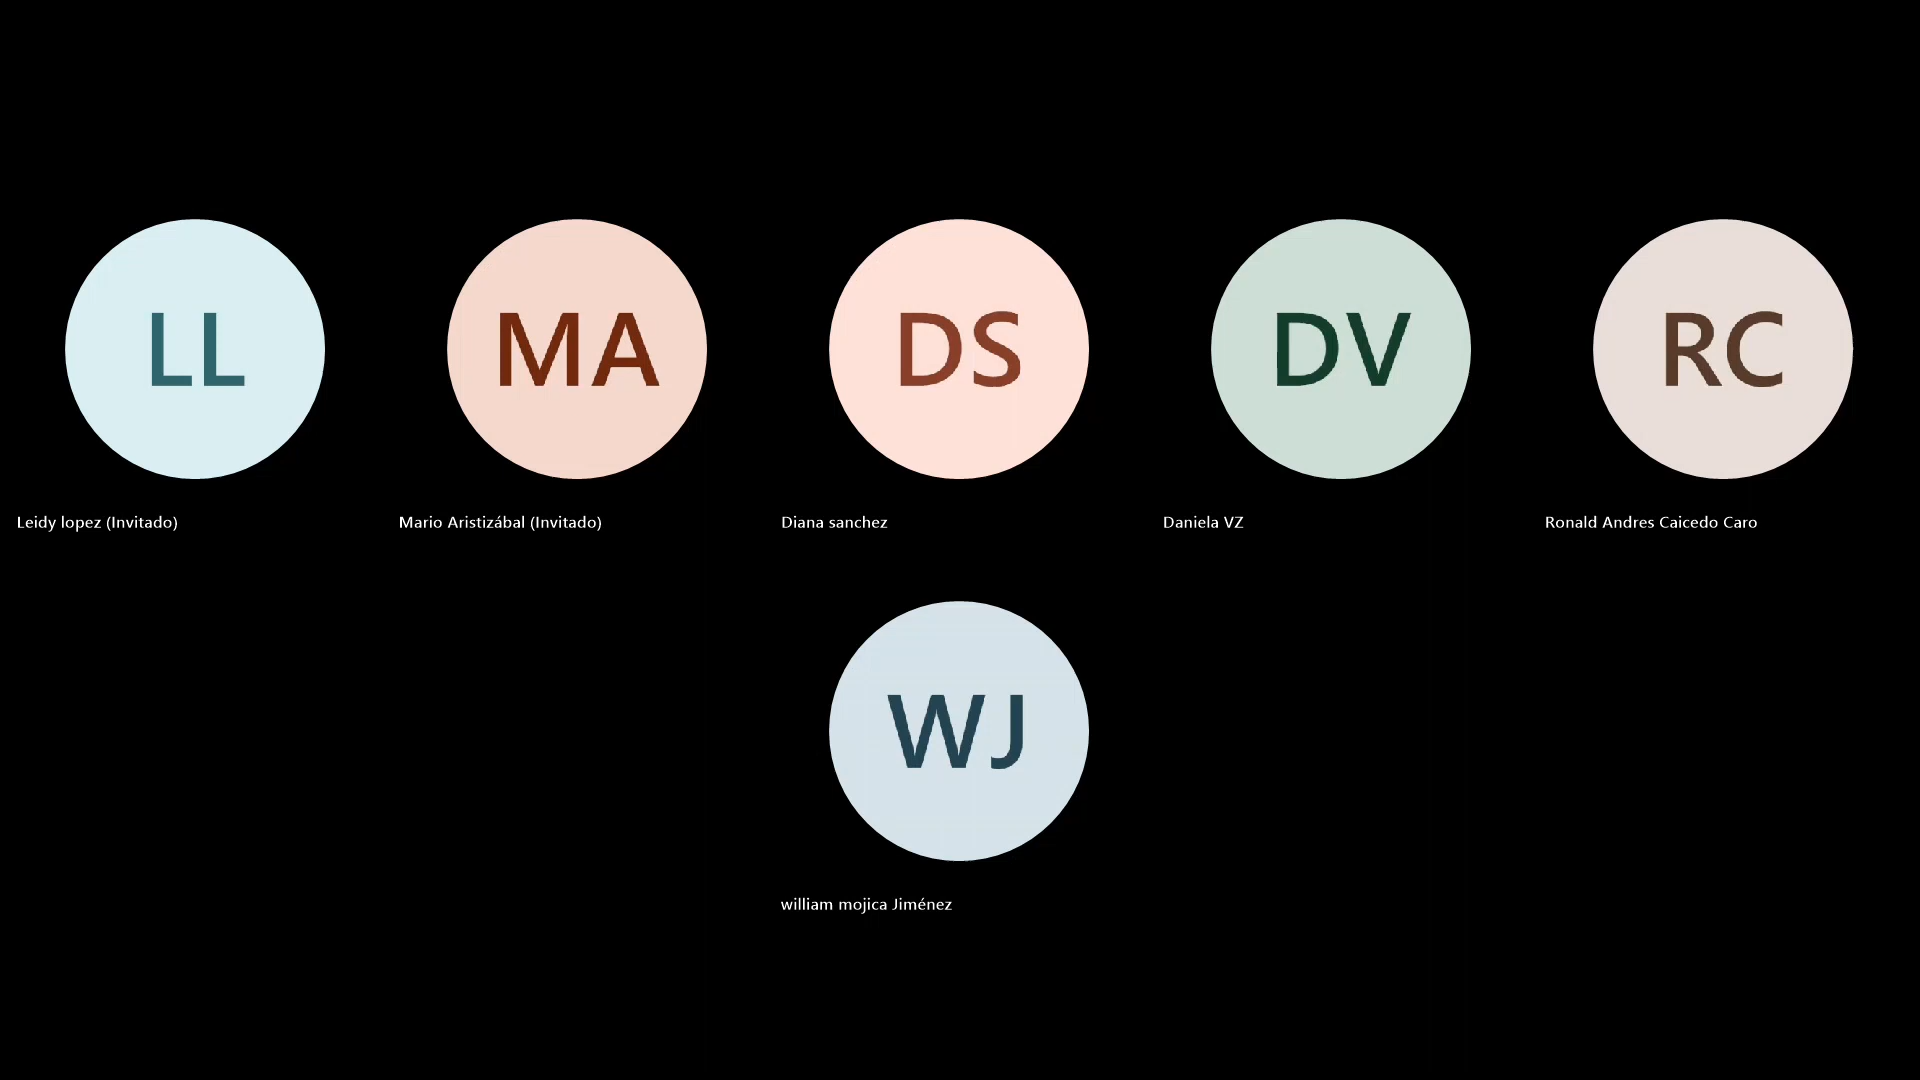 LL
MA
DS
DV
RC
Leidy lopez (Invitado)
Mario Aristizábal (Invitado)
Diana sanchez
Daniela VZ
Ronald Andres Caicedo Caro
WJ
william mojica Jiménez